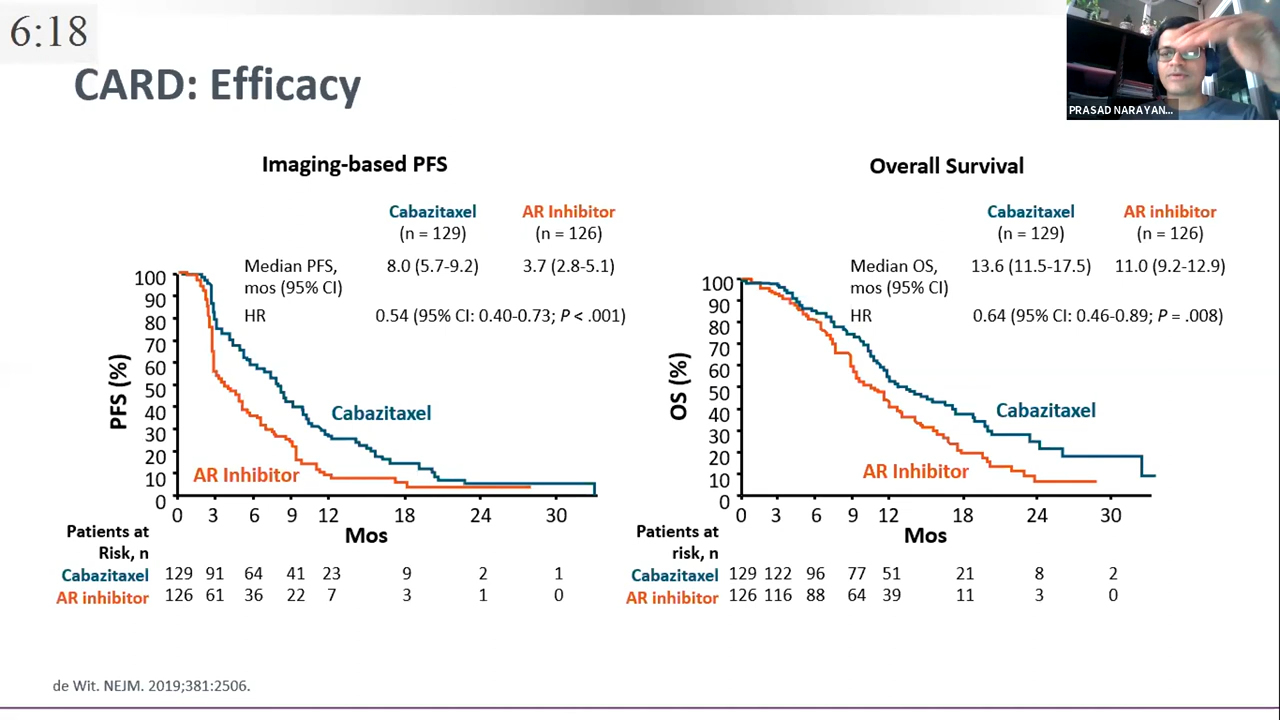 6:18
PRASAD NARAYAN...
CARD: Efficacy
Imaging-based PFS
Cabazitaxel AR Inhibitor
(n = 129) (n = 126)
Median PFS, 8.0 (5.7-9.2) 3.7 (2.8-5.1)
mos (95% CI)
HR 0.54 (95% CI: 0.40-0.73; P < .001)
100
90
80
70
60
50
40
30
20
10
0
PFS (%)
Cabazitaxel
AR Inhibitor
0 3 6 9 12 18 24 30
Mos
Patients at
Risk, n
Cabazitaxel 129 91 64 41 23 9 2 1
AR inhibitor 126 61 36 22 7 3 1 0
Overall Survival
Cabazitaxel AR inhibitor
(n = 129) (n = 126)
Median OS, 13.6 (11.5-17.5) 11.0 (9.2-12.9)
mos (95% CI)
HR 0.64 (95% CI: 0.46-0.89; P = .008)
100
90
80
70
60
50
40
30
20
10
0
OS (%)
Cabazitaxel
AR Inhibitor
0 3 6 9 12 18 24 30
Mos
Patients at
risk, n
Cabazitaxel 129 122 96 77 51 21 8 2
AR inhibitor 126 116 88 64 39 11 3 0
de Wit. NEJM. 2019;381:2506.